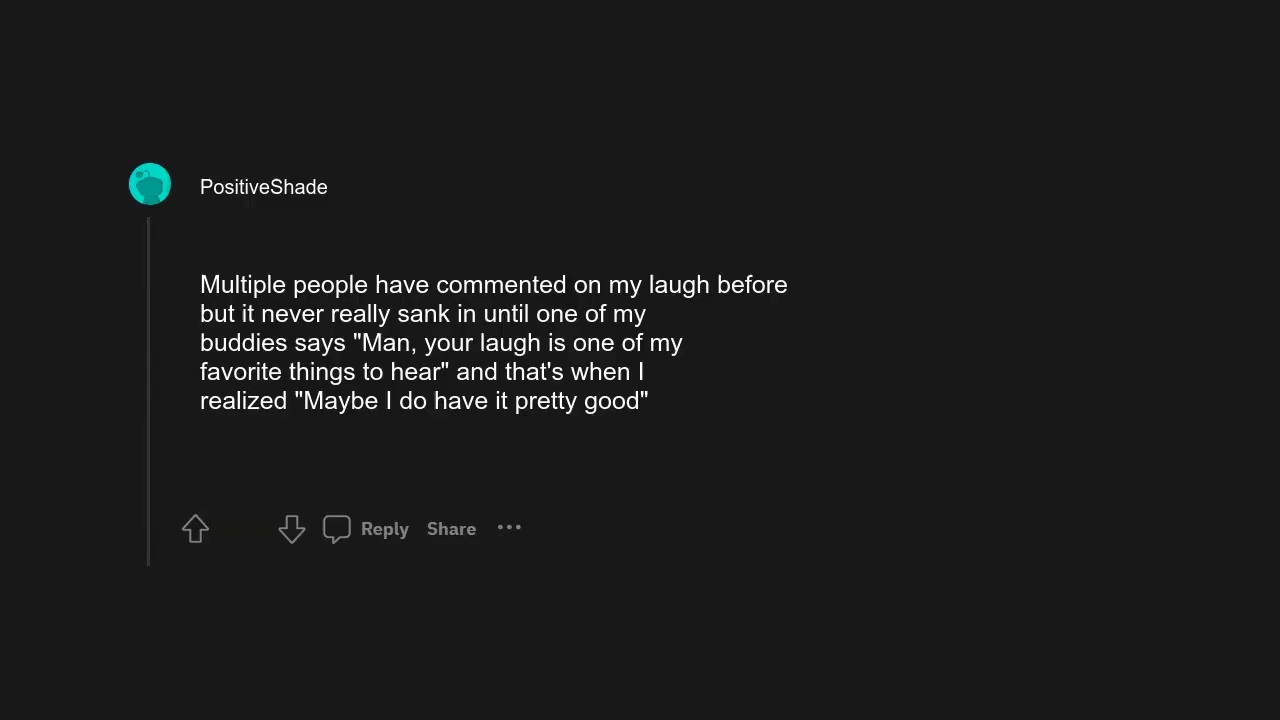 PositiveShade
Multiple people have commented on my laugh before
but it never really sank in until one of my
buddies says "Man, your laugh is one of my
favorite things to hear" and that's when I
realized "Maybe I do have it pretty good"
Reply Share